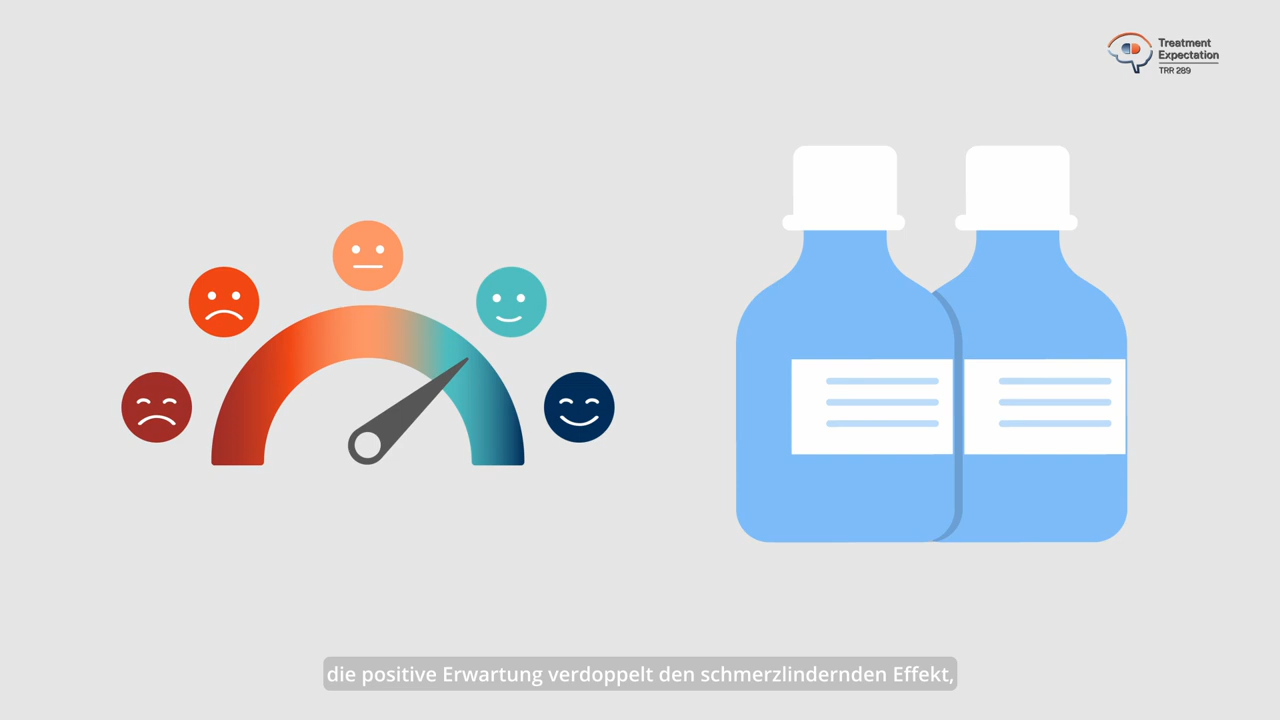 Treatment
Expectation
TRR 289
die positive Erwartung verdoppelt den schmerzlindernden Effekt,